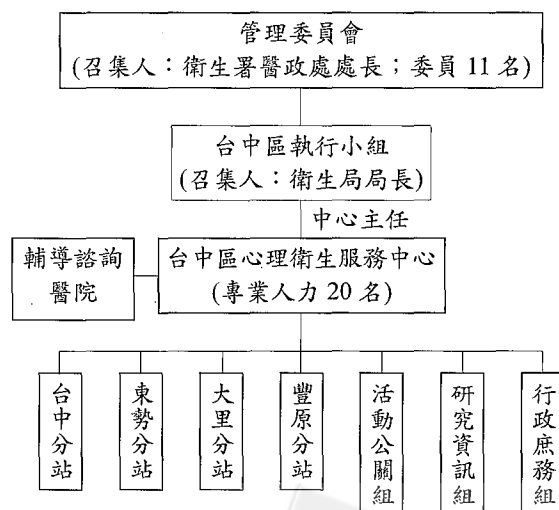 管理委員會
(召集人：衛生署醫政處處長；委員 11 名)
台中區執行小組
(召集人：衛生局局長)
中心主任
輔導諮詢
醫院
台中區心理衛生服務中心
(專業人力 20 名)
台中分站
東勢分站
大里分站
豐原分站
活動公關組
研究資訊組
行政庶務組